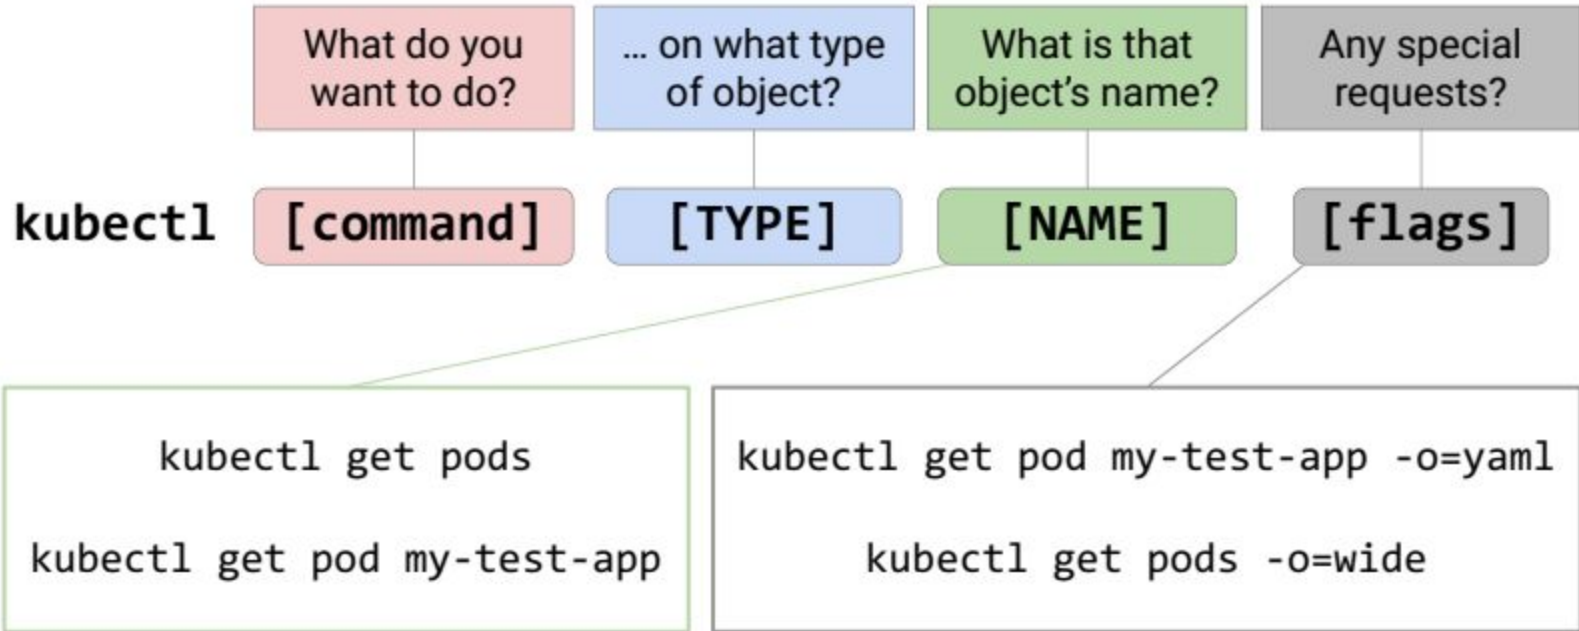 What do you
want to do?
… on what type
of object?
What is that
object’s name?
Any special
requests?
kubectl [command] [TYPE] [NAME] [flags]
kubectl get pods
kubectl get pod my-test-app
kubectl get pod my-test-app -o=yaml
kubectl get pods -o=wide